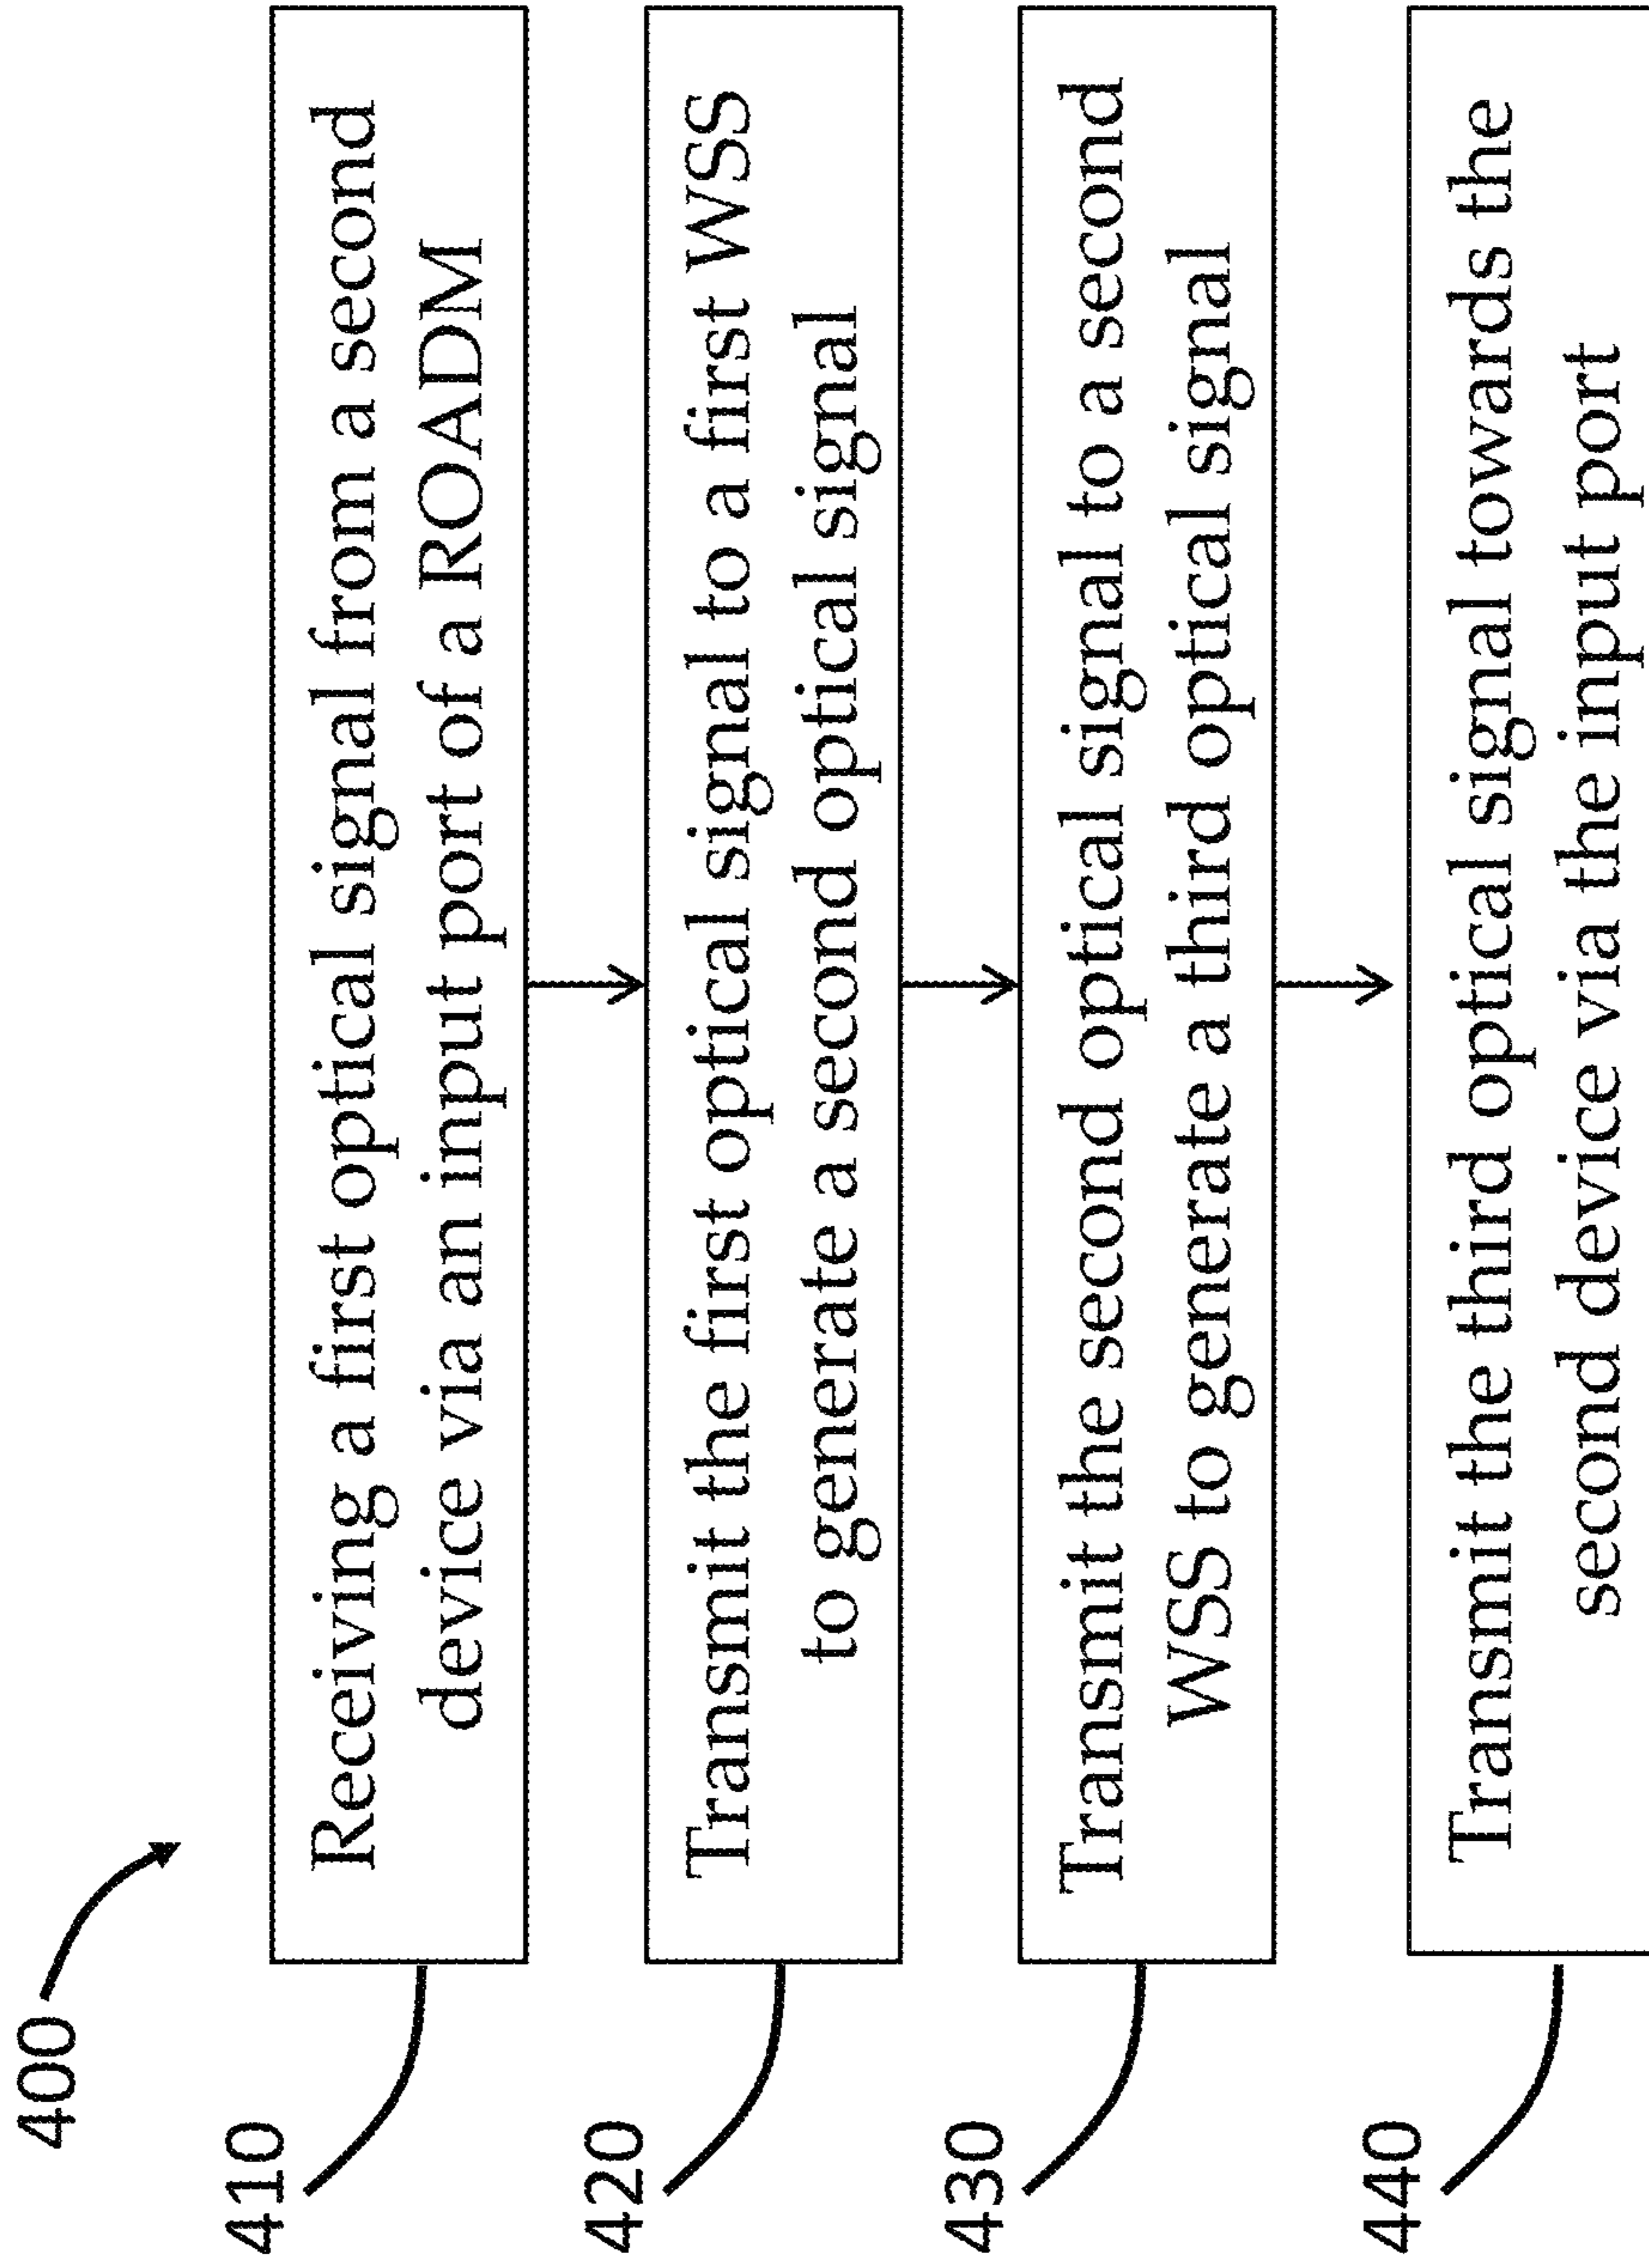 400
410
Receiving a first optical signal from a second
device via an input port of a ROADM
420
Transmit the first optical signal to a first WSS
to generate a second optical signal
430
Transmit the second optical signal to a second
WSS to generate a third optical signal
440
Transmit the third optical signal towards the
second device via the input port